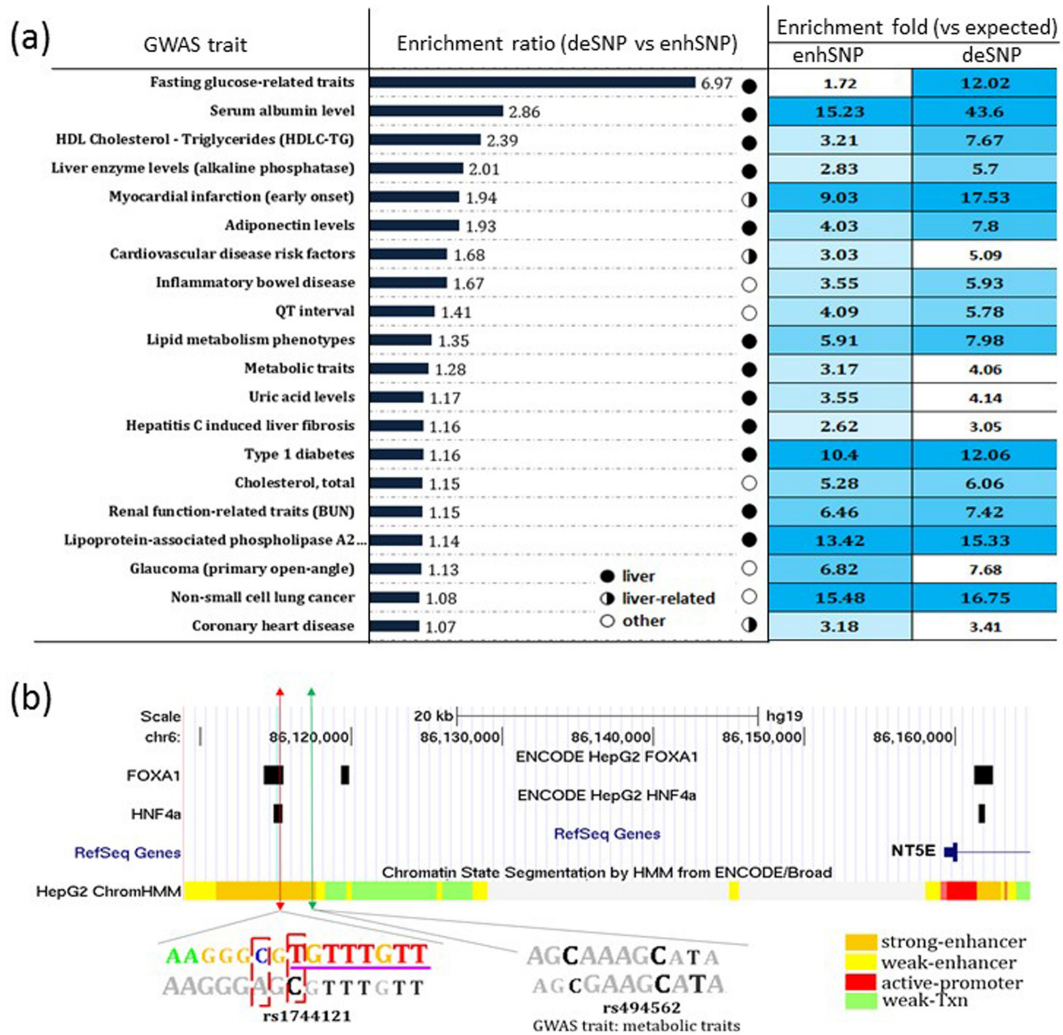 (a)
GWAS trait
Enrichment ratio (deSNP vs enhSNP)
Enrichment fold (vs expected)
enhSNP deSNP
Fasting glucose-related traits 6.97 1.72 12.02
Serum albumin level 2.86 15.23 43.6
HDL Cholesterol - Triglycerides (HDLC-TG) 2.39 3.21 7.67
Liver enzyme levels (alkaline phosphatase) 2.01 2.83 5.7
Myocardial infarction (early onset) 1.94 9.03 17.53
Adiponectin levels 1.93 4.03 7.8
Cardiovascular disease risk factors 1.68 3.03 5.09
Inflammatory bowel disease 1.67 3.55 5.93
QT interval 1.41 4.09 5.78
Lipid metabolism phenotypes 1.35 5.91 7.98
Metabolic traits 1.28 3.17 4.06
Uric acid levels 1.17 3.55 4.14
Hepatitis C induced liver fibrosis 1.16 2.62 3.05
Type 1 diabetes 1.16 10.4 12.06
Cholesterol, total 1.15 5.28 6.06
Renal function-related traits (BUN) 1.15 6.46 7.42
Lipoprotein-associated phospholipase A2... 1.14 13.42 15.33
Glaucoma (primary open-angle) 1.13 6.82 7.68
Non-small cell lung cancer 1.08 15.48 16.75
Coronary heart disease 1.07 3.18 3.41
liver
liver-related
other
(b)
Scale 20 kb hg19
chr6: 86,120,000 86,130,000 86,140,000 86,150,000 86,160,000
ENCODE HepG2 FOXA1
FOXA1
ENCODE HepG2 HNF4a
HNF4a
RefSeq Genes
RefSeq Genes NT5E
Chromatin State Segmentation by HMM from ENCODE/Broad
HepG2 ChromHMM
AAGGGCGTGTTTGTT
AAGGGAGCGTTTGTT
rs1744121
AGCAAAGCATA
AGCGAAGCATA
rs494562
GWAS trait: metabolic traits
strong-enhancer
weak-enhancer
active-promoter
weak-Txn